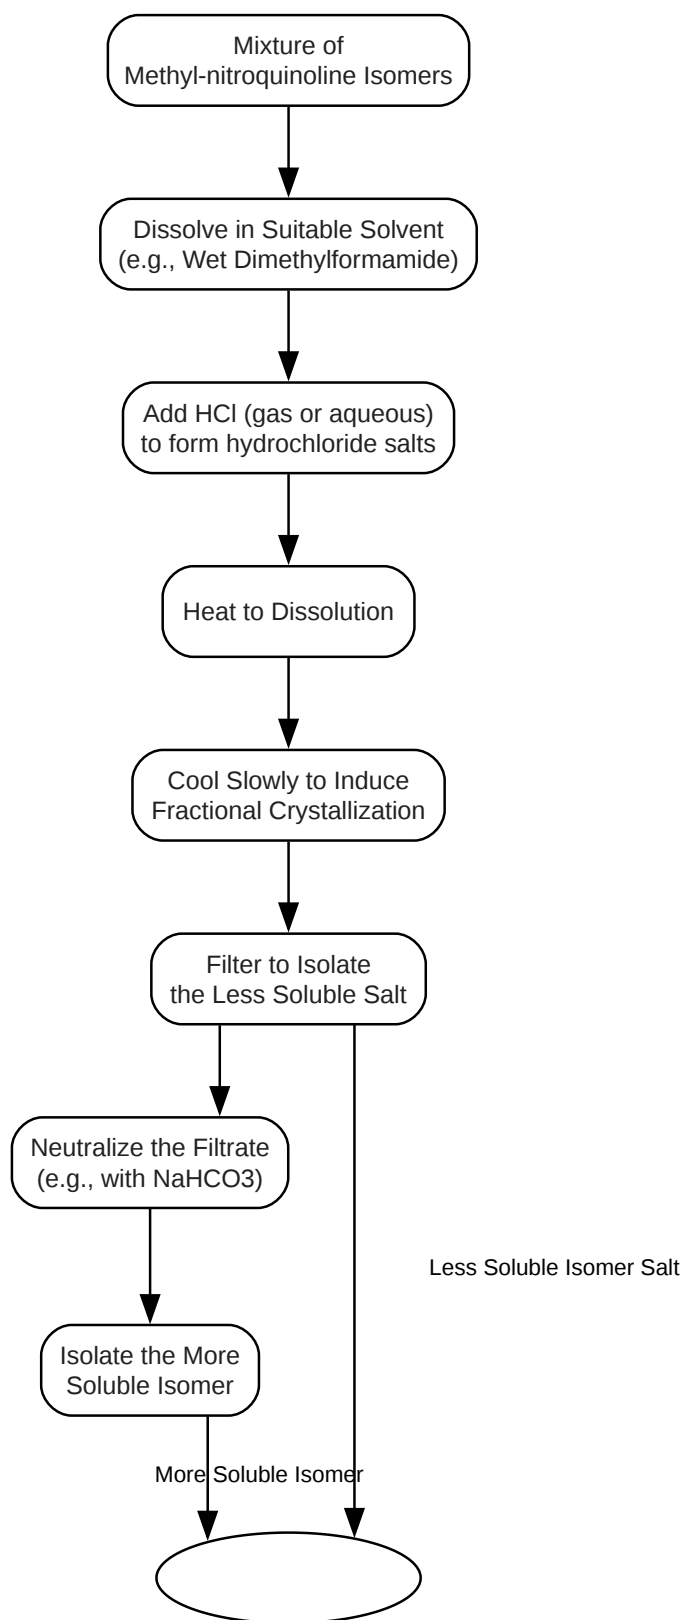 Mixture of
Methyl-nitroquinoline Isomers
Dissolve in Suitable Solvent
(e.g., Wet Dimethylformamide)
Add HCl (gas or aqueous)
to form hydrochloride salts
Heat to Dissolution
Cool Slowly to Induce
Fractional Crystallization
Filter to Isolate
the Less Soluble Salt
Neutralize the Filtrate
(e.g., with NaHCO3)
Less Soluble Isomer Salt
Isolate the More
Soluble Isomer
More Soluble Isomer